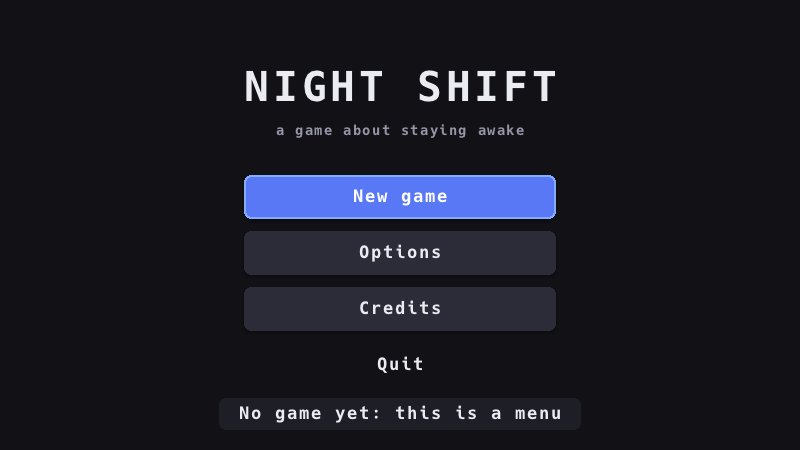 NIGHT SHIFT
a game about staying awake
New game
Options
Credits
Quit
No game yet: this is a menu